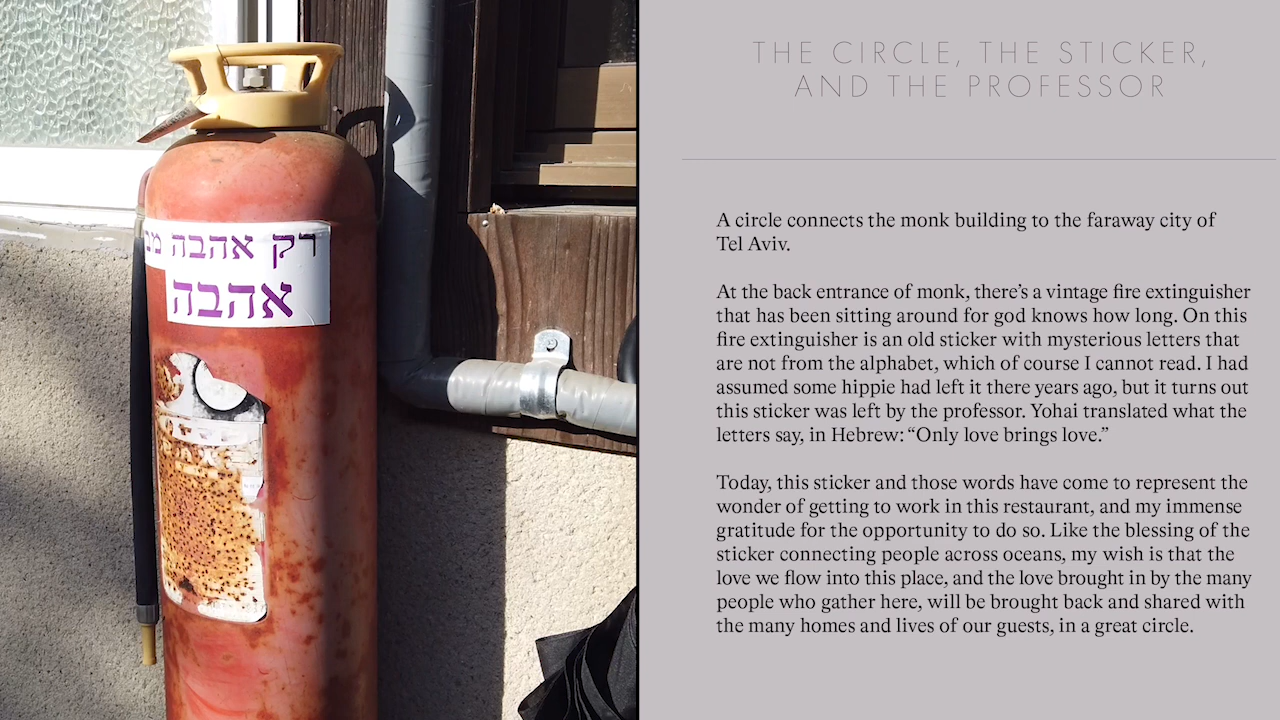 רק אהבה
אהבה
THE CIRCLE, THE STICKER,
AND THE PROFESSOR
A circle connects the monk building to the faraway city of
Tel Aviv.
At the back entrance of monk, there’s a vintage fire extinguisher
that has been sitting around for god knows how long. On this
fire extinguisher is an old sticker with mysterious letters that
are not from the alphabet, which of course I cannot read. I had
assumed some hippie had left it there years ago, but it turns out
this sticker was left by the professor. Yohai translated what the
letters say, in Hebrew: “Only love brings love.”
Today, this sticker and those words have come to represent the
wonder of getting to work in this restaurant, and my immense
gratitude for the opportunity to do so. Like the blessing of the
sticker connecting people across oceans, my wish is that the
love we flow into this place, and the love brought in by the many
people who gather here, will be brought back and shared with
the many homes and lives of our guests, in a great circle.